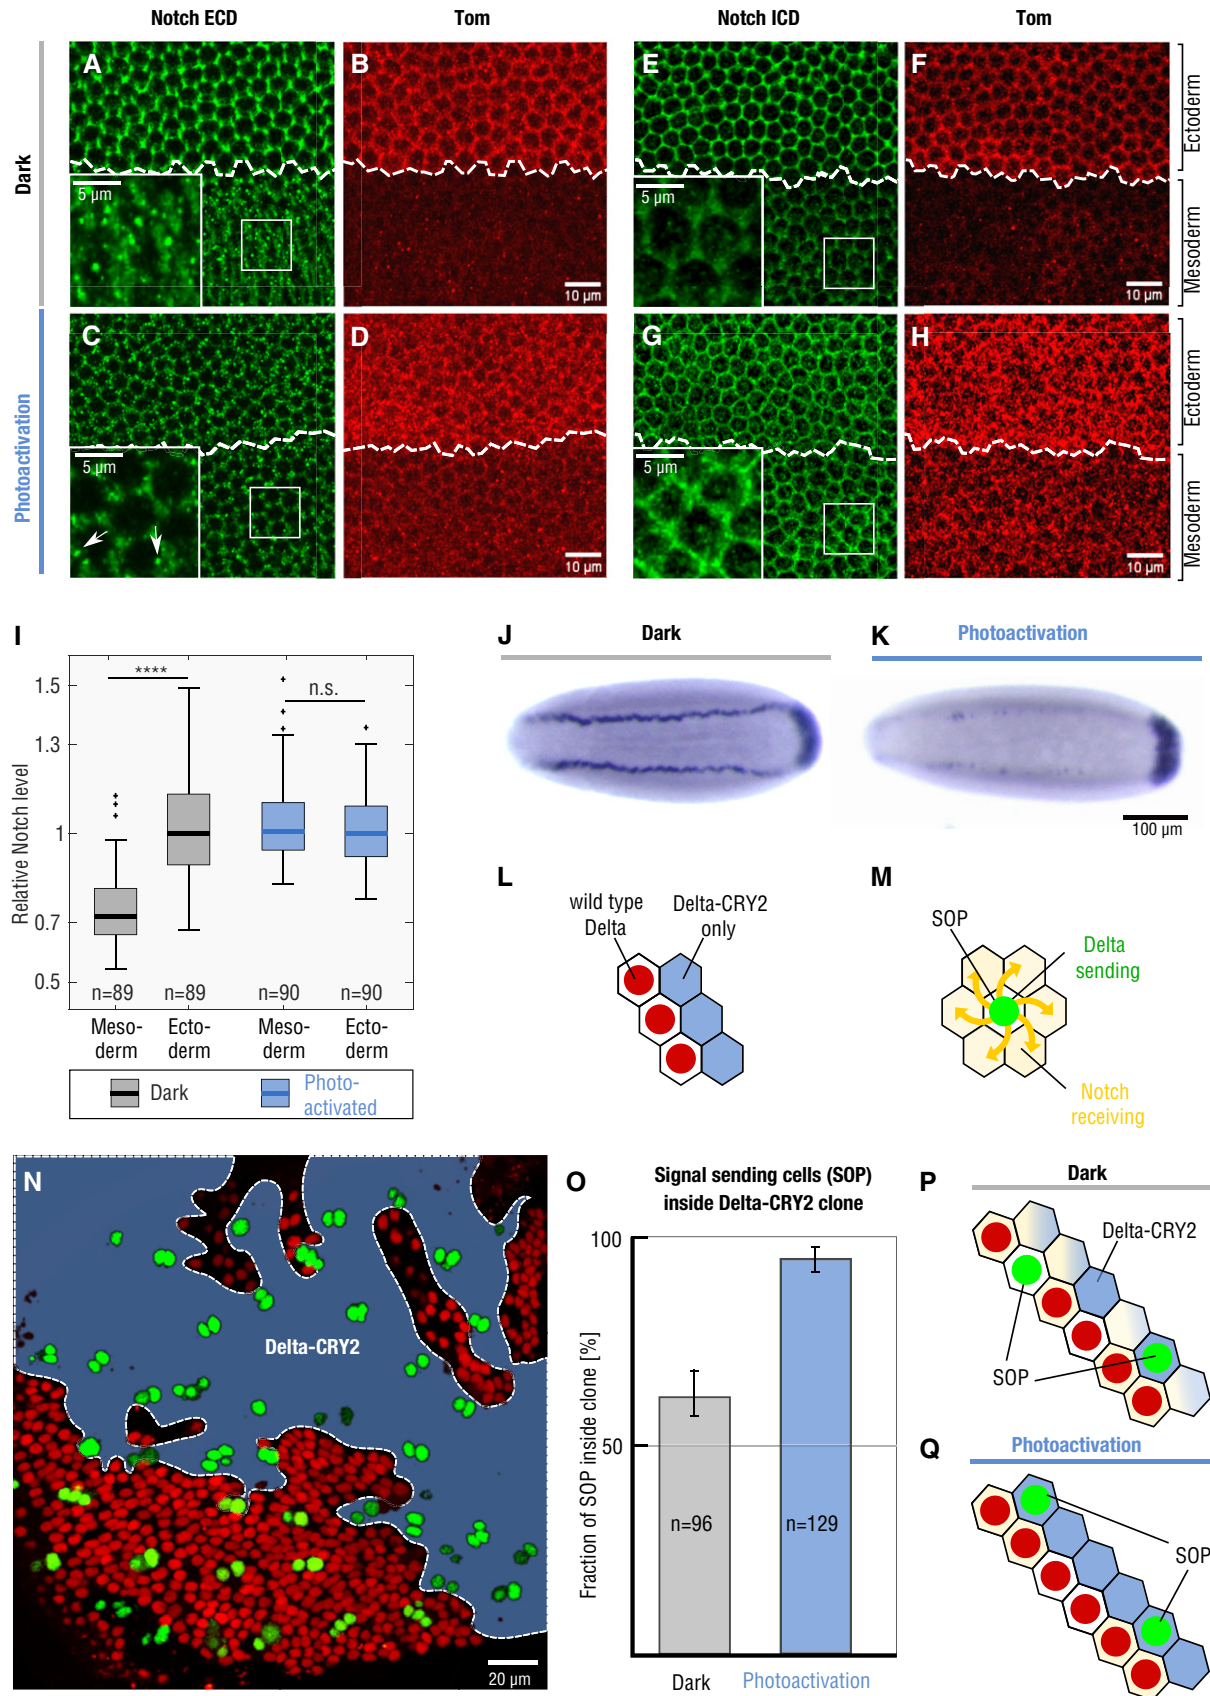 Notch ECD
Tom
Notch ICD
Tom
Dark
A
5 µm
B
10 µm
E
5 µm
F
10 µm
Ectoderm
Mesoderm
Photoactivation
C
5 µm
D
10 µm
G
5 µm
H
10 µm
Ectoderm
Mesoderm
I
Relative Notch level
1.5
1.3
1
0.7
0.5
****
n.s.
n=89
n=89
n=90
n=90
Meso-
derm
Ecto-
derm
Meso-
derm
Ecto-
derm
Dark
Photo-
activated
J
Dark
K
Photoactivation
100 µm
L
wild type
Delta
Delta-CRY2
only
M
SOP
Delta
sending
Notch
receiving
N
Delta-CRY2
20 µm
O
Signal sending cells (SOP)
inside Delta-CRY2 clone
Fraction of SOP inside clone [%]
100
50
n=96
n=129
Dark
Photoactivation
P
Dark
Delta-CRY2
SOP
SOP
Q
Photoactivation
SOP